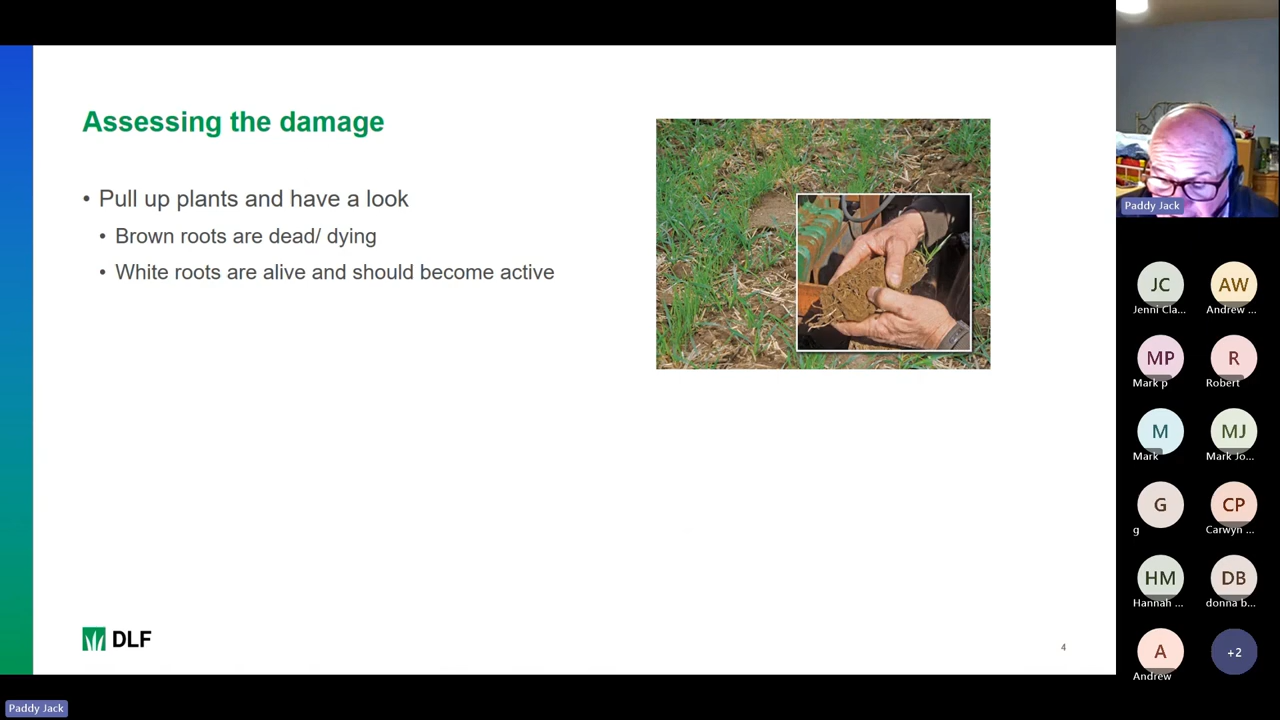 Assessing the damage
• Pull up plants and have a look
• Brown roots are dead/ dying
• White roots are alive and should become active
DLF
4
Paddy Jack
JC
Jenni Cla...
AW
Andrew ...
MP
Mark p
R
Robert
M
Mark
MJ
Mark Jo...
G
g
CP
Carwyn ...
HM
Hannah ...
DB
donna b...
A
Andrew
+2
Paddy Jack